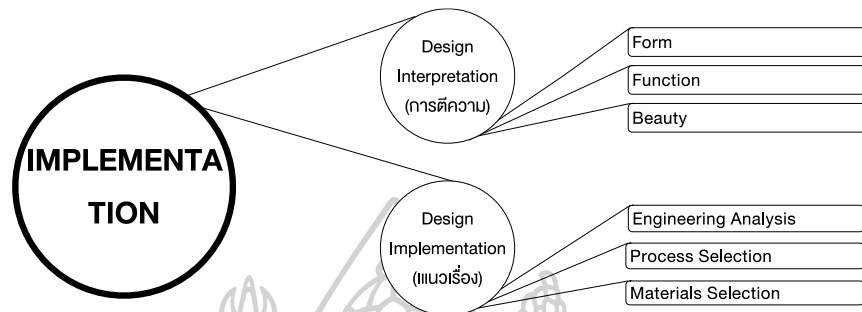 IMPLEMENTA
TION
Design
Interpretation
(การตีความ)
Form
Function
Beauty
Design
Implementation
(แนวเรื่อง)
Engineering Analysis
Process Selection
Materials Selection